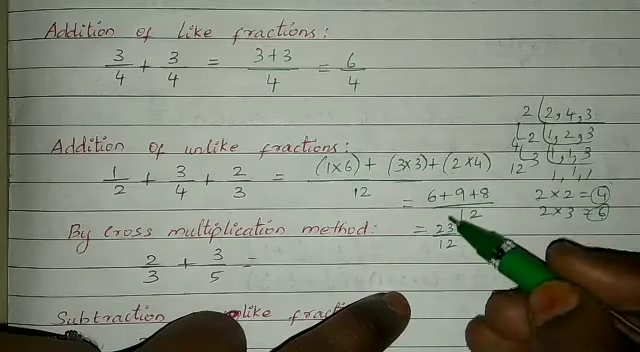 Addition of like fractions:
3/4 + 3/4 = 3+3/4 = 6/4
Addition of unlike fractions:
1/2 + 3/4 + 2/3 = (1×6) + (3×3) + (2×4)/12
= 6+9+8/12
= 23/12
2 | 2,4,3
2 | 1,2,3
3 | 1,1,3
1,1,1
4
12
2×2 = 4
2×3 = 6
By cross multiplication method:
2/3 + 3/5 =
Subtraction like